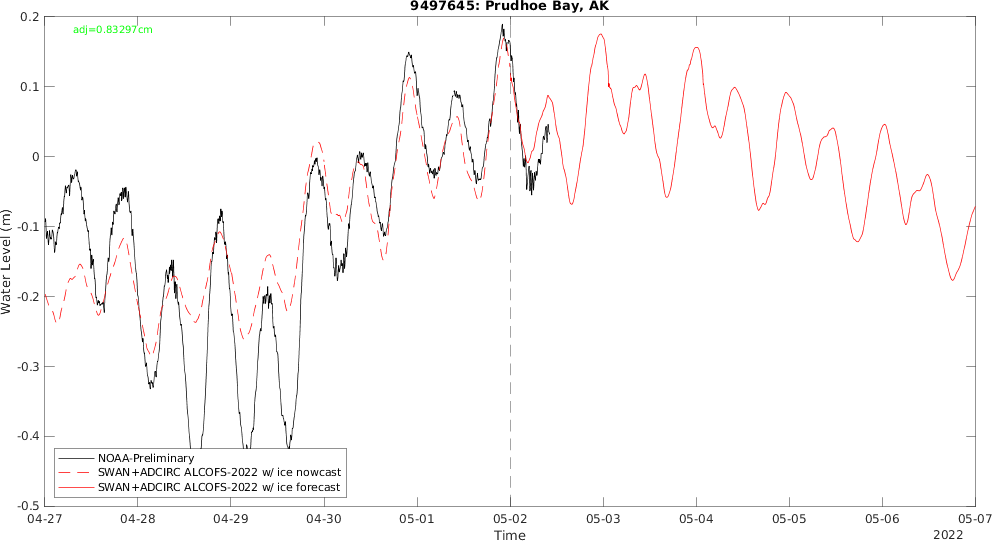 9497645: Prudhoe Bay, AK
adj=0.83297cm
Water Level (m)
0.2
0.1
0
-0.1
-0.2
-0.3
-0.4
-0.5
NOAA-Preliminary
SWAN+ADCIRC ALCOFS-2022 w/ ice nowcast
SWAN+ADCIRC ALCOFS-2022 w/ ice forecast
04-27 04-28 04-29 04-30 05-01 05-02 05-03 05-04 05-05 05-06 05-07
Time
2022